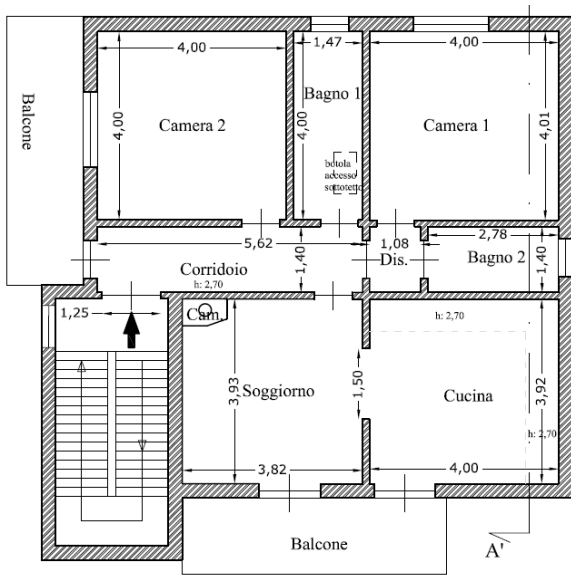 4,00
1,47
4,00
Balcone
Camera 2
4,00
Bagno 1
4,00
Camera 1
4,01
botola
accesso
sottotetto
5,62
1,08
2,78
Corridoio
h: 2,70
1,40
Dis.
Bagno 2
1,40
1,25
Cam.
h: 2,70
3,93
Soggiorno
1,50
Cucina
3,92
h: 2,70
3,82
4,00
Balcone
A'